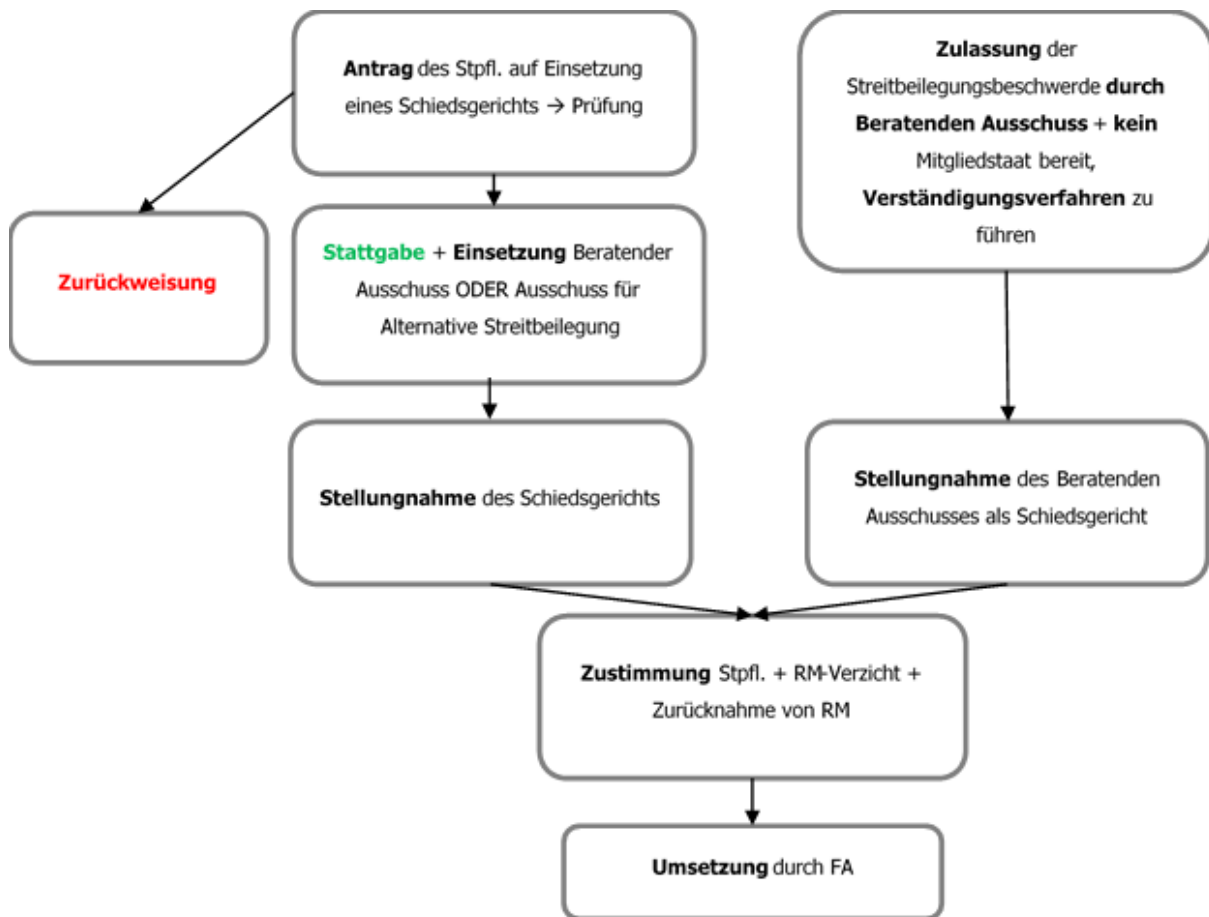 Antrag des Stpfl. auf Einsetzung
eines Schiedsgerichts → Prüfung
Zulassung der
Streitbeilegungsbeschwerde durch
Beratenden Ausschuss + kein
Mitgliedstaat bereit,
Verständigungsverfahren zu
führen
Zurückweisung
Stattgabe + Einsetzung Beratender
Ausschuss ODER Ausschuss für
Alternative Streitbeilegung
Stellungnahme des Schiedsgerichts
Stellungnahme des Beratenden
Ausschusses als Schiedsgericht
Zustimmung Stpfl. + RM-Verzicht +
Zurücknahme von RM
Umsetzung durch FA